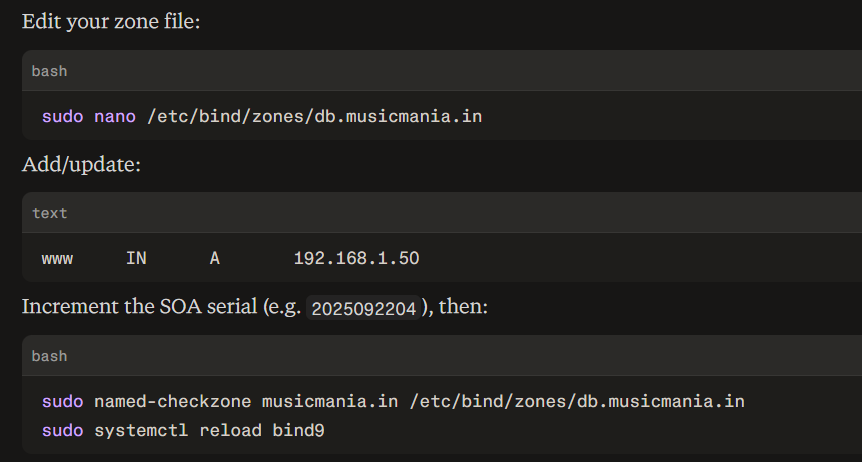 Edit your zone file:
bash
sudo nano /etc/bind/zones/db.musicmania.in
Add/update:
text
www     IN      A       192.168.1.50
Increment the SOA serial (e.g. 2025092204), then:
bash
sudo named-checkzone musicmania.in /etc/bind/zones/db.musicmania.in
sudo systemctl reload bind9